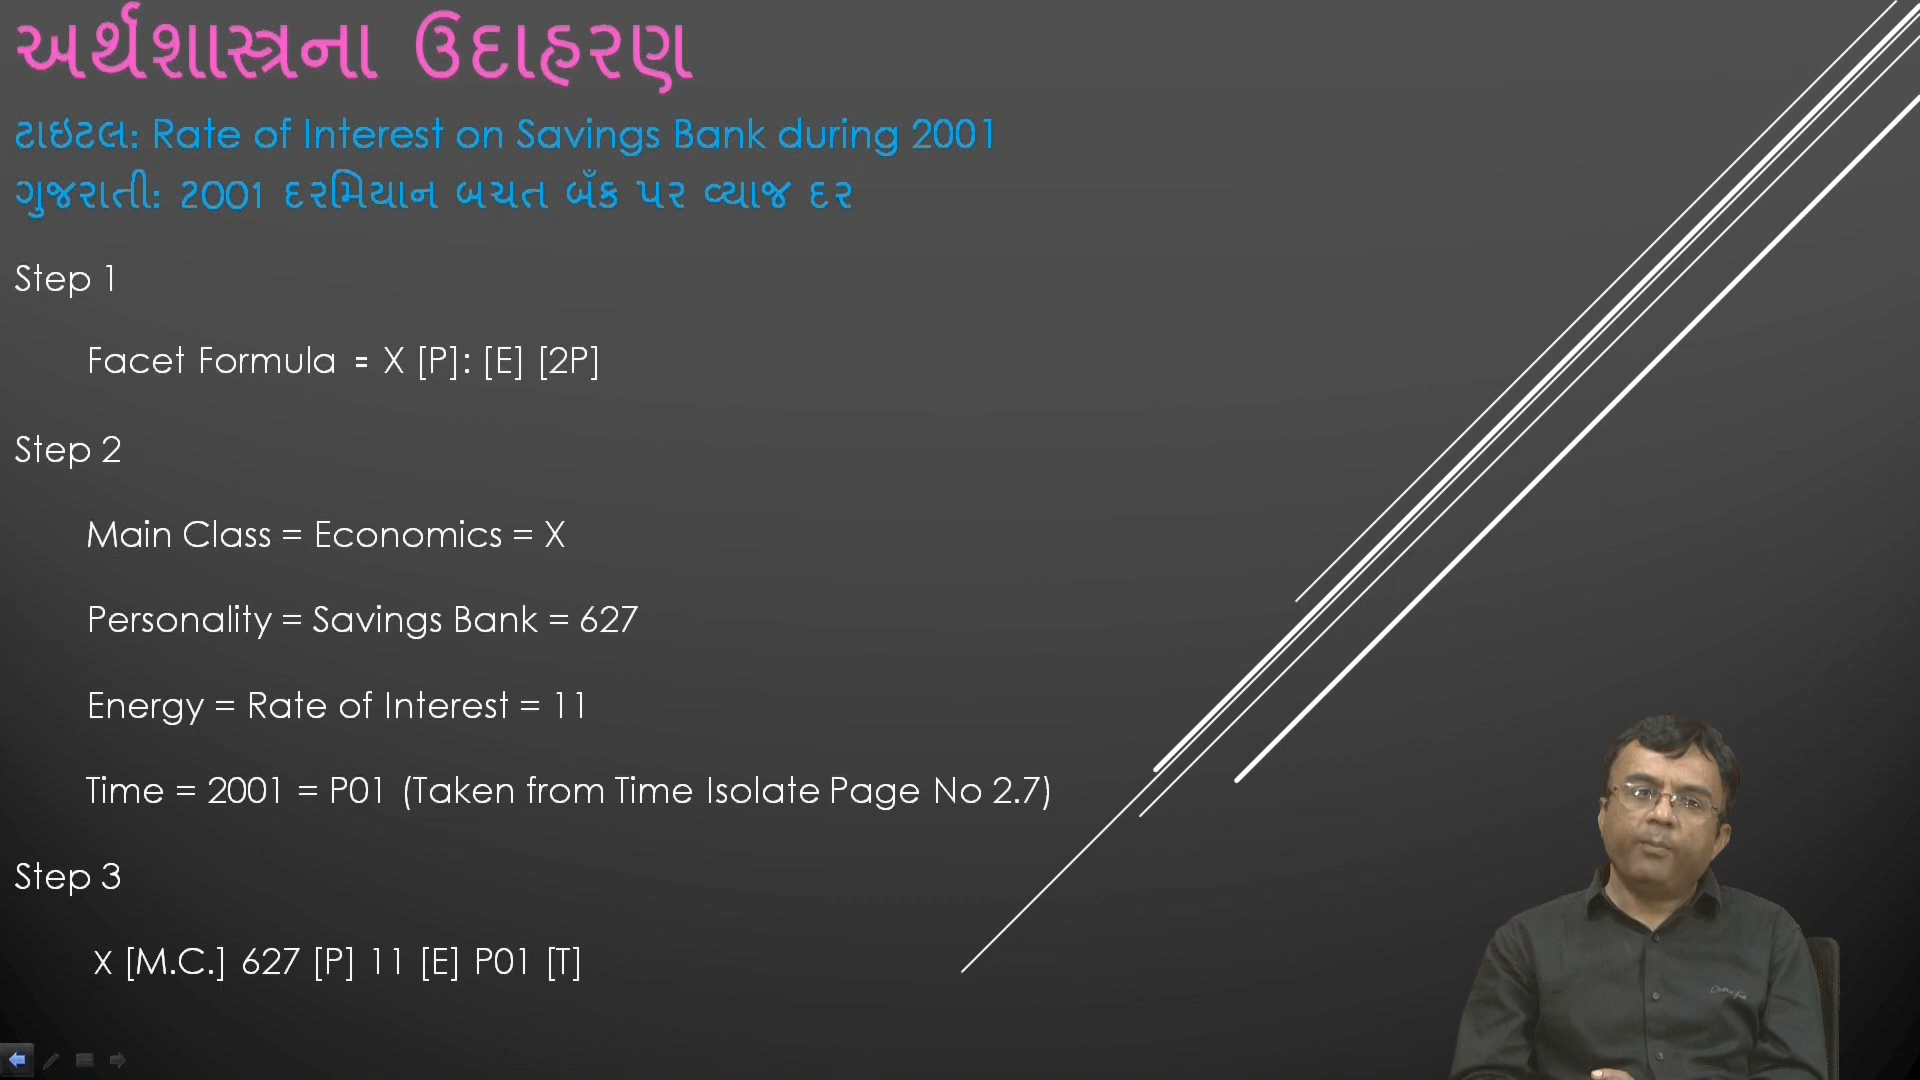 અર્થશાસ્ત્રના ઉદાહરણ
ટાઇટલ: Rate of Interest on Savings Bank during 2001
ગુજરાતી: 2001 દરમિયાન બચત બૅંક પર વ્યાજ દર
Step 1
Facet Formula = X [P]: [E] [2P]
Step 2
Main Class = Economics = X
Personality = Savings Bank = 627
Energy = Rate of Interest = 11
Time = 2001 = P01 (Taken from Time Isolate Page No 2.7)
Step 3
X [M.C.] 627 [P] 11 [E] P01 [T]